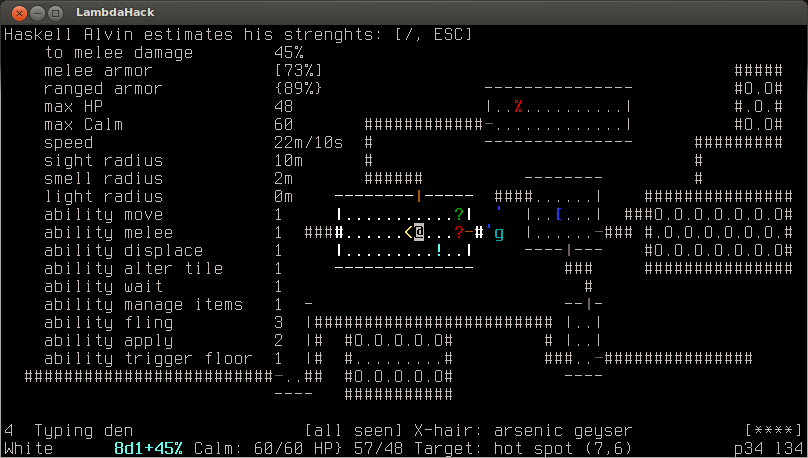 LambdaHack
Haskell Alvin estimates his strenghts: [/, ESC]
to melee damage 45%
melee armor [73%]
ranged armor {89%}
max HP 48
max Calm 60
speed 22m/10s
sight radius 10m
smell radius 2m
light radius 0m
ability move 1
ability melee 1
ability displace 1
ability alter tile 1
ability wait 1
ability manage items 1
ability fling 3
ability apply 2
ability trigger floor 1
4 Typing den [all seen] X-hair: arsenic geyser [****]
White 8d1+45% Calm: 60/60 HP} 57/48 Target: hot spot (7,6) p34 l34